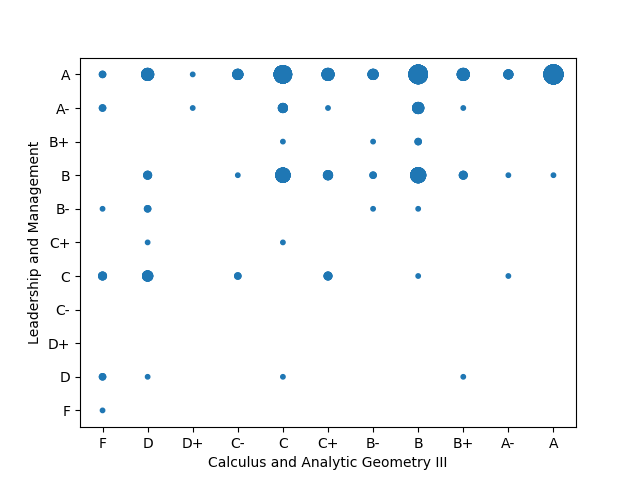 A
A-
B+
B
B-
C+
C
C-
D+
D
F
Leadership and Management
F D D+ C- C C+ B- B B+ A- A
Calculus and Analytic Geometry III